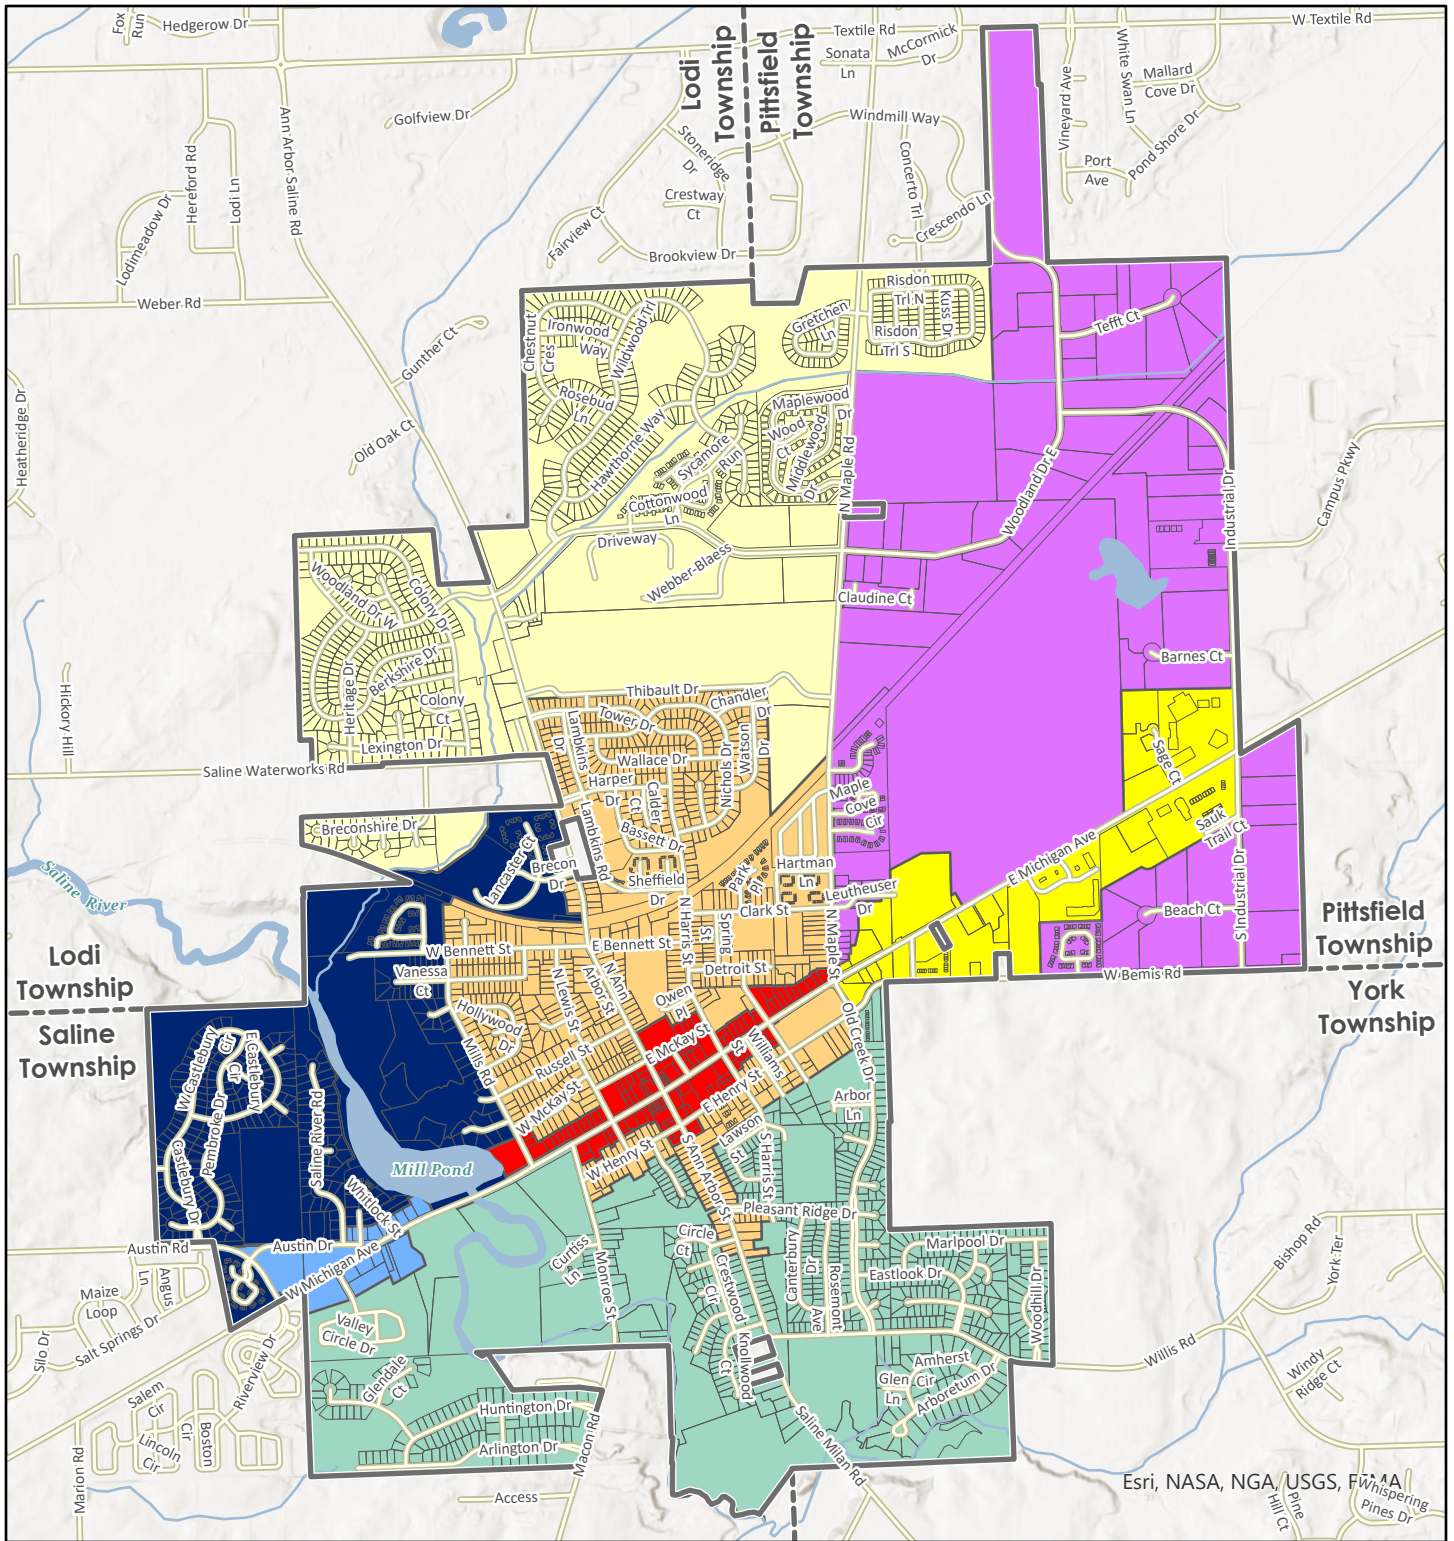 Fox
Run
Hedgerow Dr
Golfview Dr
Ann Arbor Saline Rd
Hereford Rd
Lodi Ln
Lodimeadow Dr
Weber Rd
Gunther Ct
Old Oak Ct
Heatheridge Dr
Hickory Hill
Lodi
Township
Pittsfield
Township
Textile Rd
W Textile Rd
Sonata
Ln
McCormick
Dr
Stoneridge
Dr
Crestway
Ct
Fairview Ct
Brookview Dr
Windmill Way
Concerto Trl
Crescendo Ln
Vineyard Ave
White Swan Ln
Mallard
Cove Dr
Port
Ave
Pond Shore Dr
Chestnut
Cres
Ironwood
Way
Wildwood Trl
Rosebud
Ln
Hawthorne Way
Gretchen
Ln
Risdon
Trl N
Kuss Dr
Risdon
Trl S
Tefft Ct
Maplewood
Dr
Wood
Ct
Middlewood
Dr
Sycamore
Run
Cottonwood
Ln
Driveway
Webber-Blaess
N Maple Rd
Woodland Dr E
Industrial Dr
Campus Pkwy
Claudine Ct
Barnes Ct
Woodland Dr W
Colony Dr
Berkshire Dr
Heritage Dr
Colony
Ct
Lexington Dr
Saline Waterworks Rd
Thibault Dr
Chandler
Dr
Tower Dr
Lambkins
Dr
Wallace Dr
Watson
Dr
Nichols Dr
Harper
Dr
Calder
Ct
Bassett Dr
Lambkins Rd
Maple
Cove
Cir
Sage Ct
Sauk
Trail Ct
E Michigan Ave
S Industrial Dr
Beach Ct
W Bemis Rd
Breconshire Dr
Lancaster Ct
Brecon
Dr
Sheffield
Dr
Park
Pl
Hartman
Ln
Leutheuser
Dr
Clark St
N Harris St
Spring
St
N Maple St
Saline River
W Bennett St
E Bennett St
Vanessa
Ct
Detroit St
N Lewis St
N Ann
Arbor St
Owen
Pl
Hollywood
Dr
Mills Rd
Russell St
W McKay St
E McKay St
Williams
St
Old Creek Dr
E Henry St
W Henry St
Lawson
St
S Harris St
S Ann Arbor St
Arbor
Ln
Lodi
Township
Saline
Township
Pittsfield
Township
York
Township
W Castlebury
Cir
E Castlebury
Cir
Pembroke Dr
Castlebury Dr
Saline River Rd
Mill Pond
Whitlock St
Austin Rd
Austin Dr
W Michigan Ave
Maize
Loop
Angus
Ln
Salt Springs Dr
Silo Dr
Valley
Circle Dr
Riverview Dr
Glendale
Ct
Huntington Dr
Arlington Dr
Macon Rd
Access
Salem
Cir
Lincoln
Cir
Boston
Cir
Marion Rd
Curtiss
Ln
Monroe St
Circle
Ct
Crestwood
Cir
Knollwood
Ct
Pleasant Ridge Dr
Canterbury
Dr
Rosemont
Ave
Marlpool Dr
Eastlook Dr
Woodhill Dr
Amherst
Cir
Glen
Ln
Arboretum Dr
Saline Milan Rd
Willis Rd
Bishop Rd
York Ter
Windy
Ridge Ct
Whispering
Pines Dr
Pine
Hill Ct
Esri, NASA, NGA, USGS, FEMA